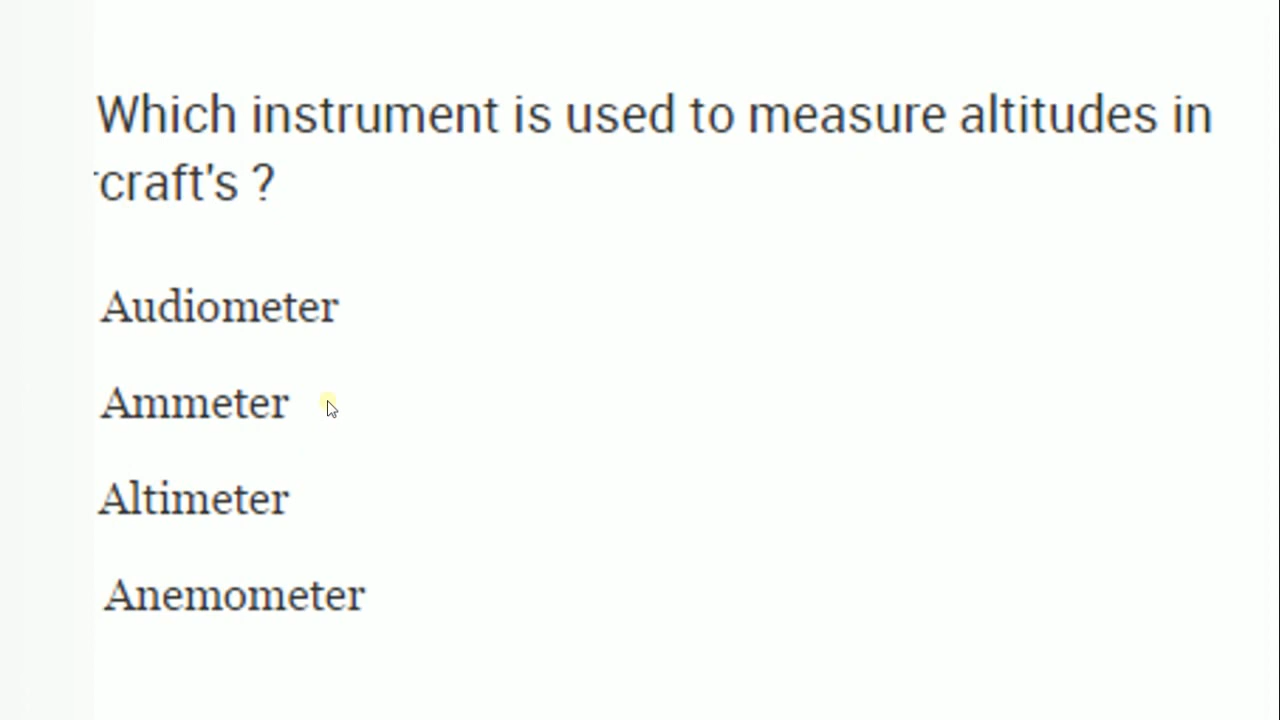 Which instrument is used to measure altitudes in
craft's ?
Audiometer
Ammeter
Altimeter
Anemometer